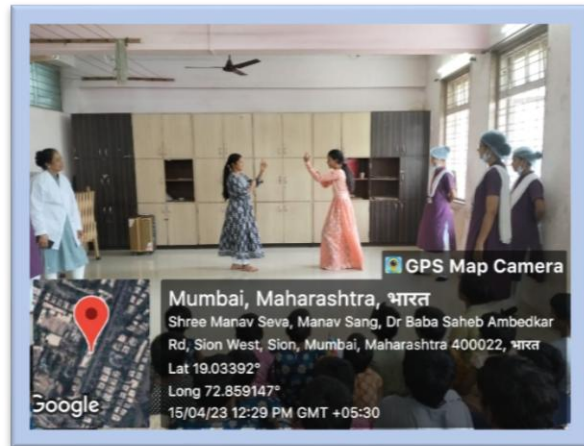 GPS Map Camera
Mumbai, Maharashtra, भारत
Shree Manav Seva, Manav Sang, Dr Baba Saheb Ambedkar
Rd, Sion West, Sion, Mumbai, Maharashtra 400022, भारत
Lat 19.03392°
Long 72.859147°
15/04/23 12:29 PM GMT +05:30
Google